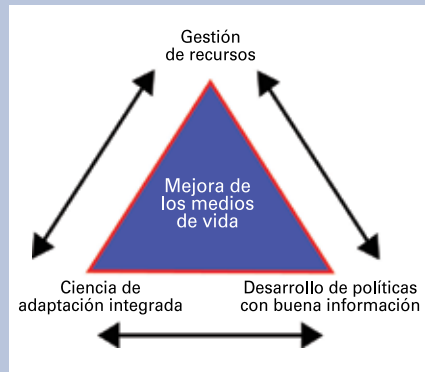 Gestión
de recursos
Mejora de
los medios
de vida
Ciencia de
adaptación integrada
Desarrollo de políticas
con buena información